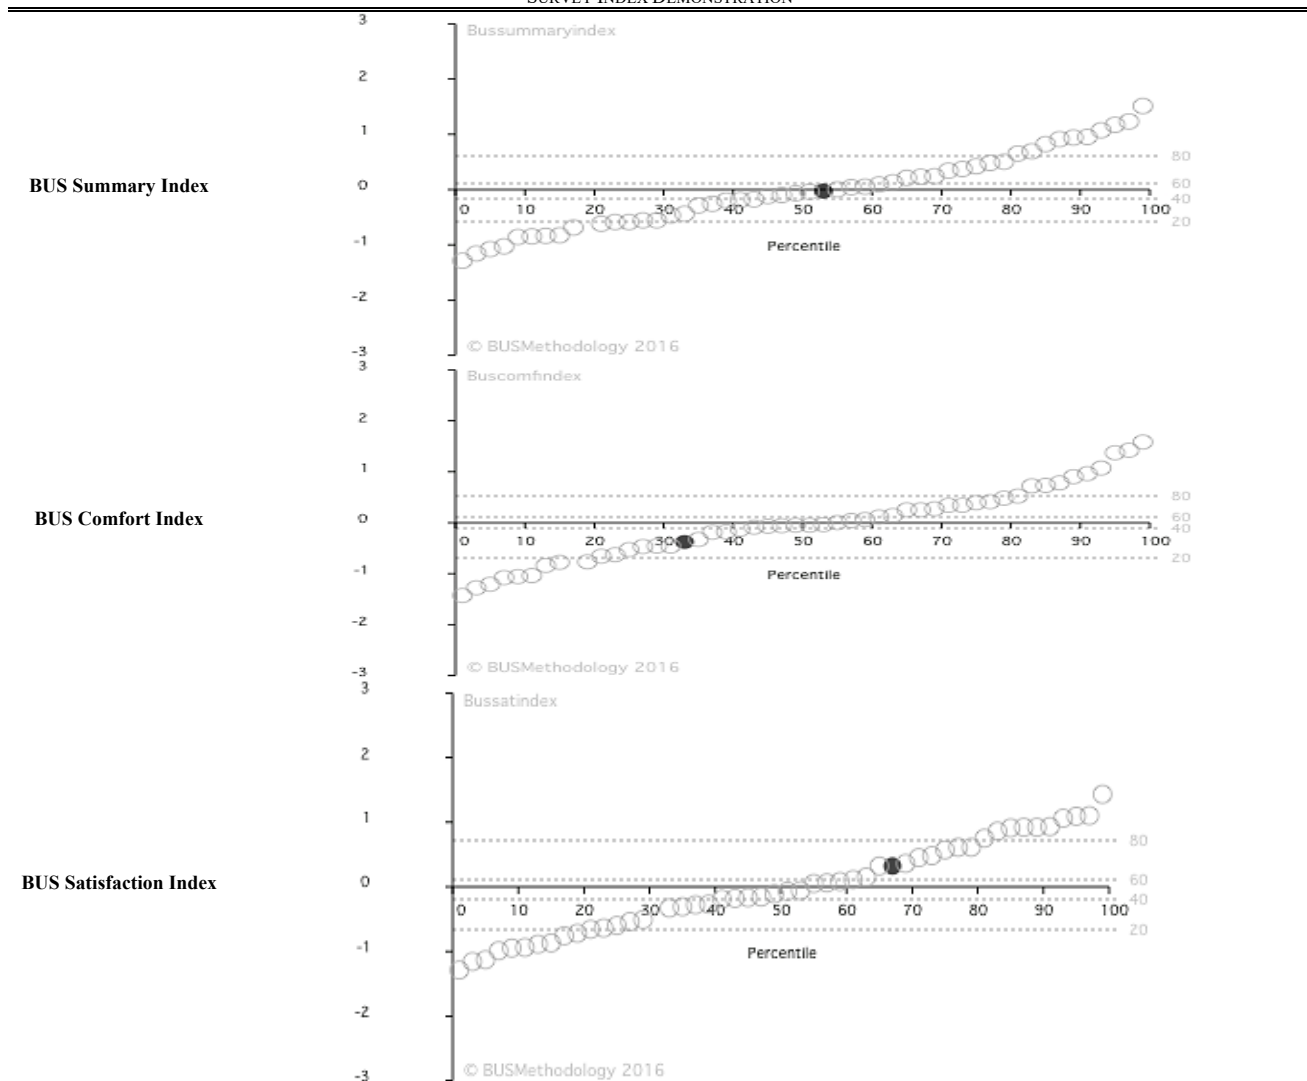 SURVEY INDEX DEMONSTRATION
BUS Summary Index
3
2
1
0
-1
-2
-3
Bussummaryindex
80
60
40
20
0 10 20 30 40 50 60 70 80 90 100
Percentile
© BUSMethodology 2016
BUS Comfort Index
3
2
1
0
-1
-2
-3
Buscomfindex
80
60
40
20
0 10 20 30 40 50 60 70 80 90 100
Percentile
© BUSMethodology 2016
BUS Satisfaction Index
3
2
1
0
-1
-2
-3
Bussatindex
80
60
40
20
0 10 20 30 40 50 60 70 80 90 100
Percentile
© BUSMethodology 2016